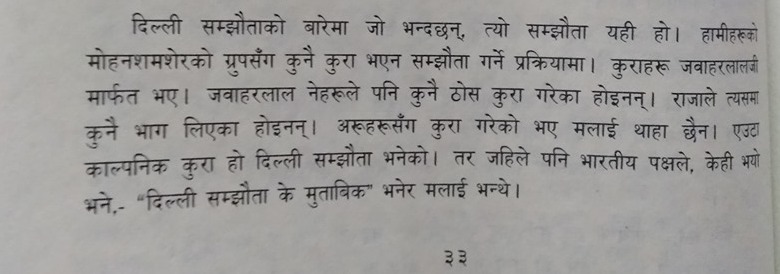 दिल्ली सम्झौताको बारेमा जो भन्दछन्, त्यो सम्झौता यही हो। हामीहरूको
मोहनशमशेरको ग्रुपसँग कुनै कुरा भएन सम्झौता गर्ने प्रक्रियामा। कुराहरू जवाहरलालजी
मार्फत भए। जवाहरलाल नेहरूले पनि कुनै ठोस कुरा गरेका होइनन्। राजाले त्यसमा
कुनै भाग लिएका होइनन्। अरूहरूसँग कुरा गरेको भए मलाई थाहा छैन। एउटा
काल्पनिक कुरा हो दिल्ली सम्झौता भनेको। तर जहिले पनि भारतीय पक्षले, केही भयो
भने,- “दिल्ली सम्झौता के मुताविक” भनेर मलाई भन्थे।
३३